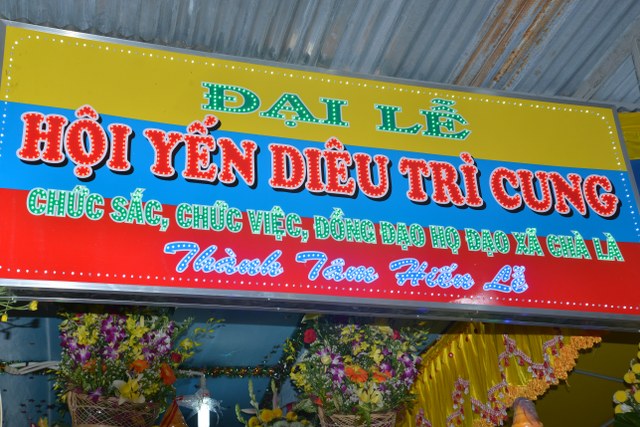 ĐẠI LỄ
HỘI YẾN DIÊU TRÌ CUNG
CHỨC SẮC, CHỨC VIỆC, ĐỒNG ĐẠO HỌ ĐẠO XÃ CHÀ LÀ
Thành Tâm Hiến Lễ